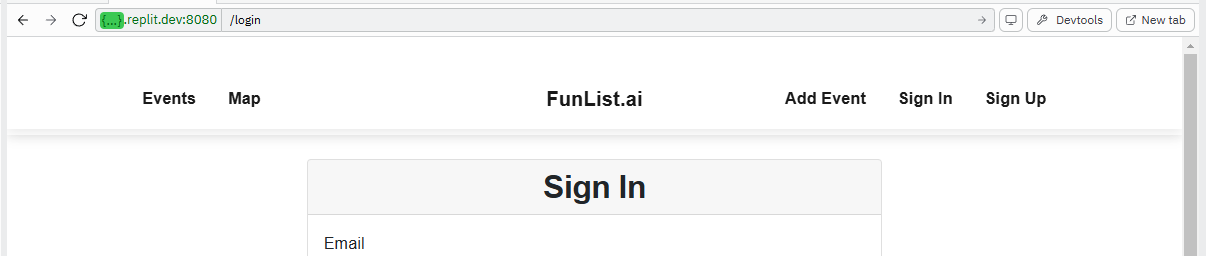 {...}.replit.dev:8080 /login Devtools New tab
Events Map FunList.ai Add Event Sign In Sign Up
Sign In
Email